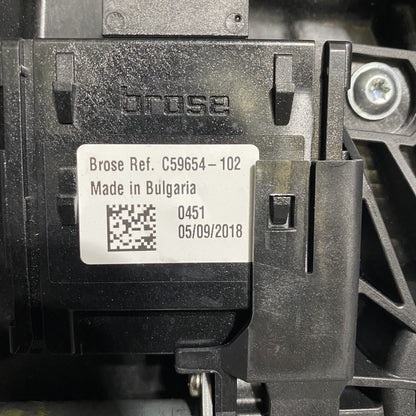 brose
Brose Ref. C59654-102
Made in Bulgaria
0451
05/09/2018